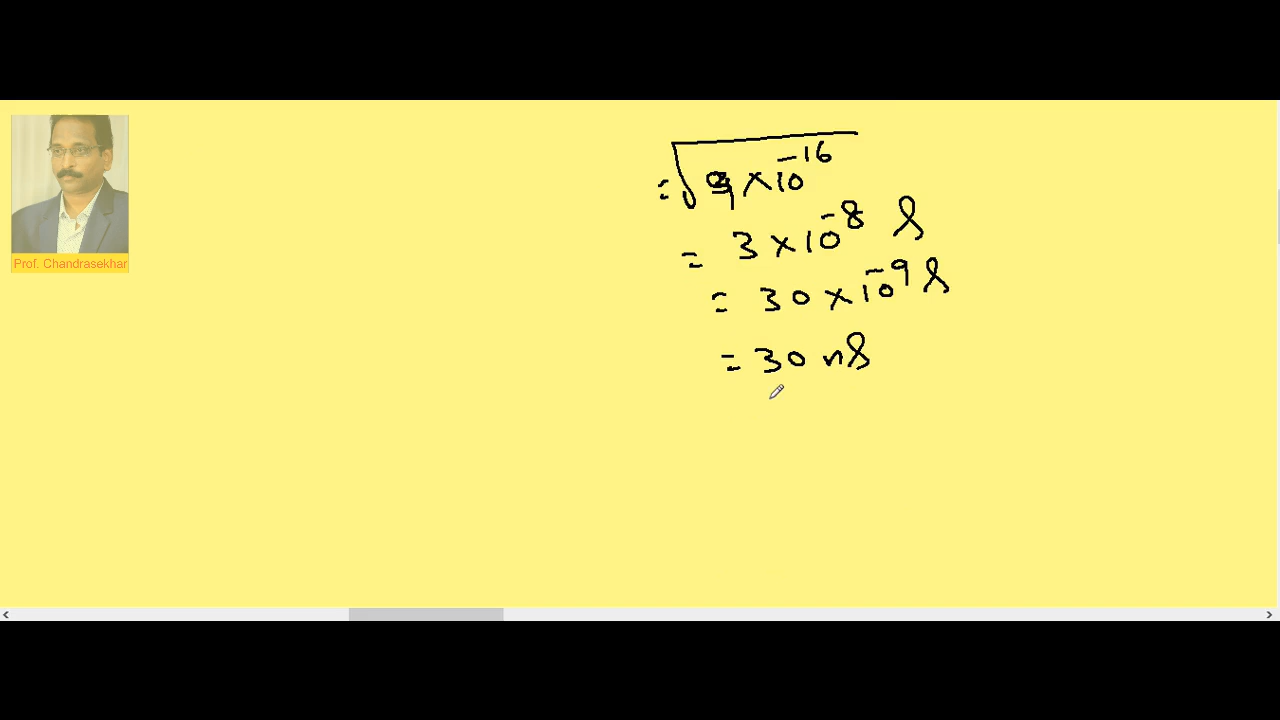 Prof. Chandrasekhar
= √9 × 10⁻¹⁶
= 3 × 10⁻⁸ s
= 30 × 10⁻⁹ s
= 30 ns